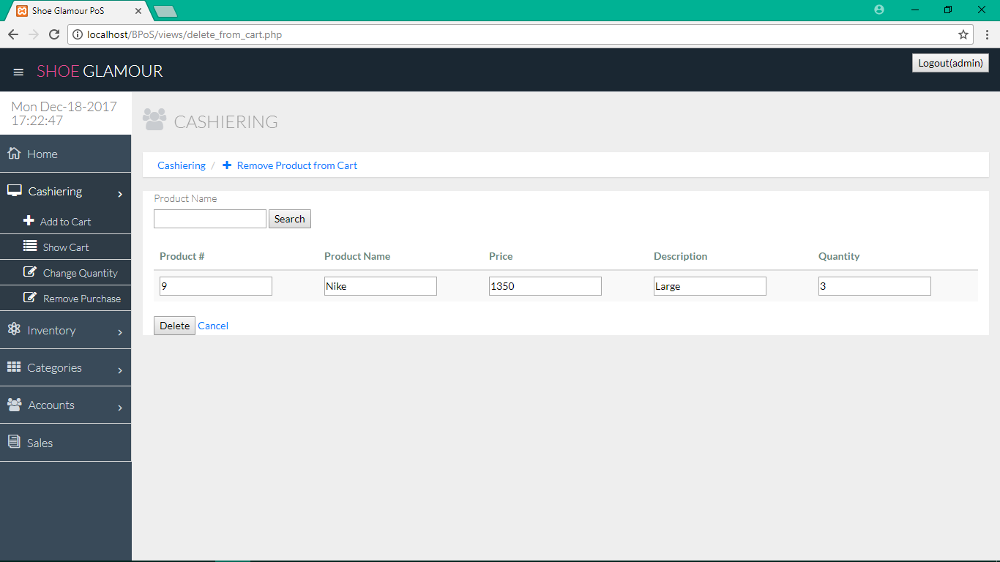 Shoe Glamour PoS
localhost/BPoS/views/delete_from_cart.php
SHOE GLAMOUR
Logout(admin)
Mon Dec-18-2017
17:22:47
Home
Cashiering
Add to Cart
Show Cart
Change Quantity
Remove Purchase
Inventory
Categories
Accounts
Sales
CASHIERING
Cashiering / Remove Product from Cart
Product Name
Search
Product # Product Name Price Description Quantity
9 Nike 1350 Large 3
Delete Cancel